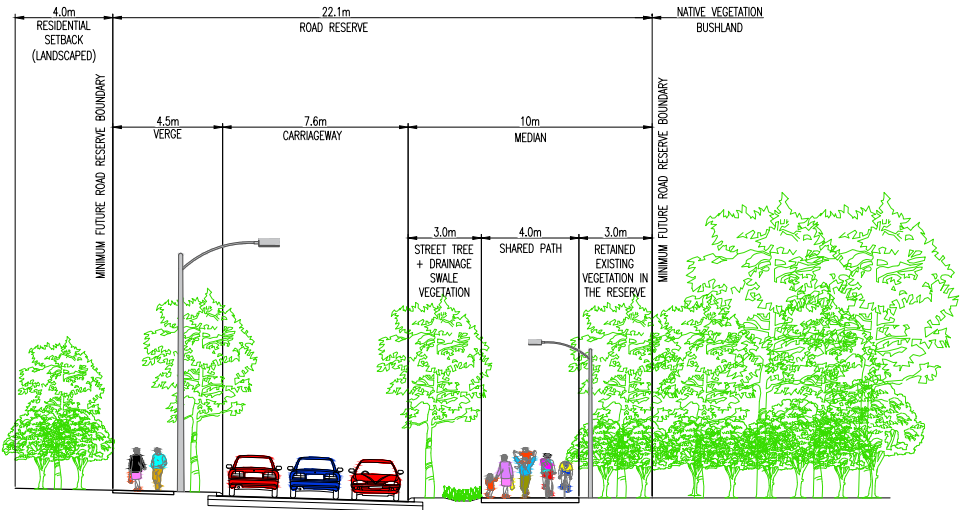 4.0m
RESIDENTIAL
SETBACK
(LANDSCAPED)
22.1m
ROAD RESERVE
NATIVE VEGETATION
BUSHLAND
MINIMUM FUTURE ROAD RESERVE BOUNDARY
4.5m
VERGE
7.6m
CARRIAGEWAY
10m
MEDIAN
MINIMUM FUTURE ROAD RESERVE BOUNDARY
3.0m
STREET TREE
+ DRAINAGE
SWALE
VEGETATION
4.0m
SHARED PATH
3.0m
RETAINED
EXISTING
VEGETATION IN
THE RESERVE